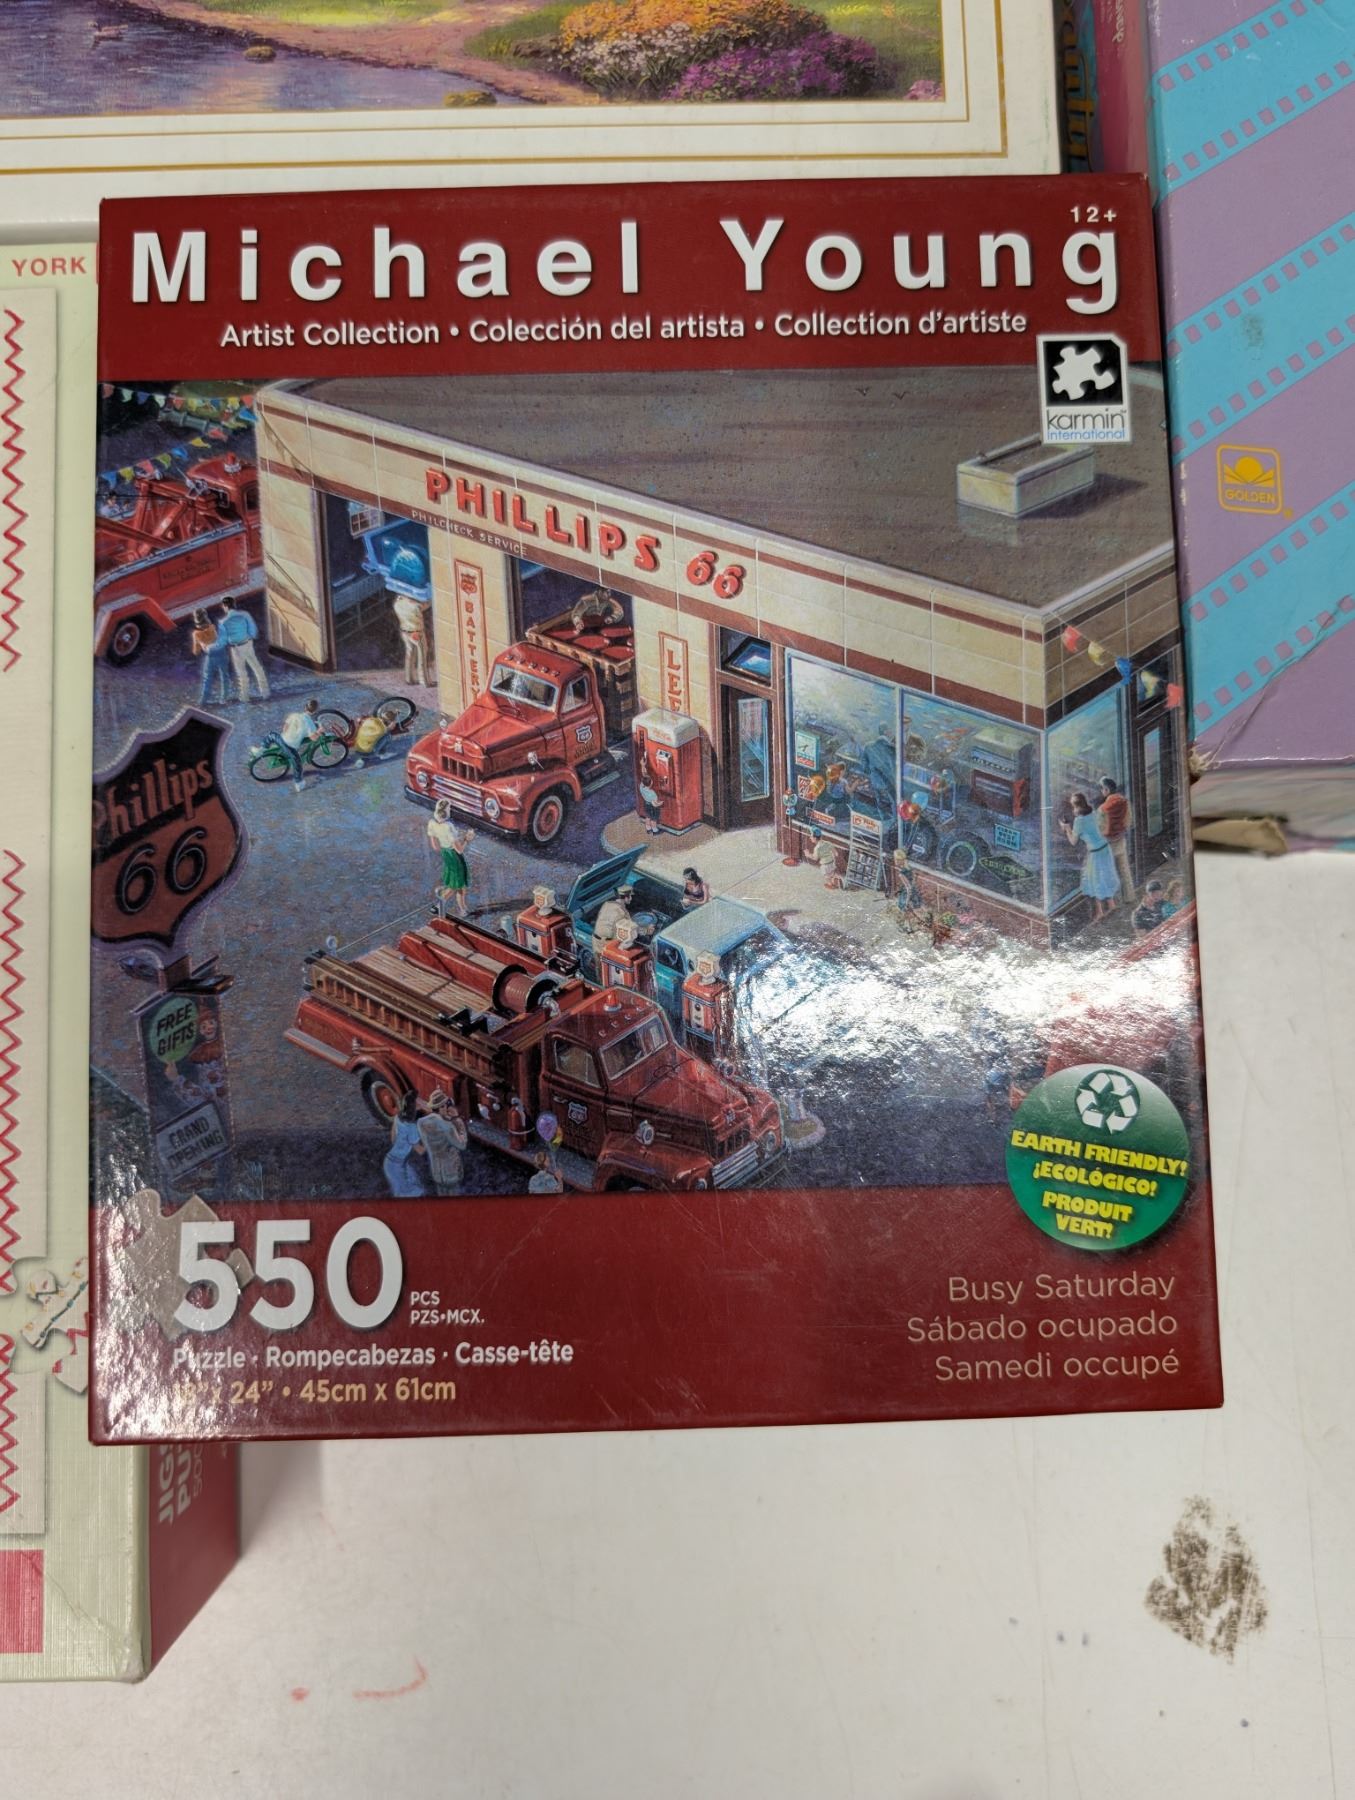 YORK
12+
Michael Young
Artist Collection • Colección del artista • Collection d'artiste
karmin
international
GOLDEN
PHILLIPS 66
PHILCHECK SERVICE
BATTERY
LEE
Phillips
66
FREE
GIFTS
GRAND
OPENING
EARTH FRIENDLY!
¡ECOLÓGICO!
PRODUIT
VERT!
550
PCS
PZS•MCX.
Puzzle · Rompecabezas · Casse-tête
18" x 24" • 45cm x 61cm
Busy Saturday
Sábado ocupado
Samedi occupé